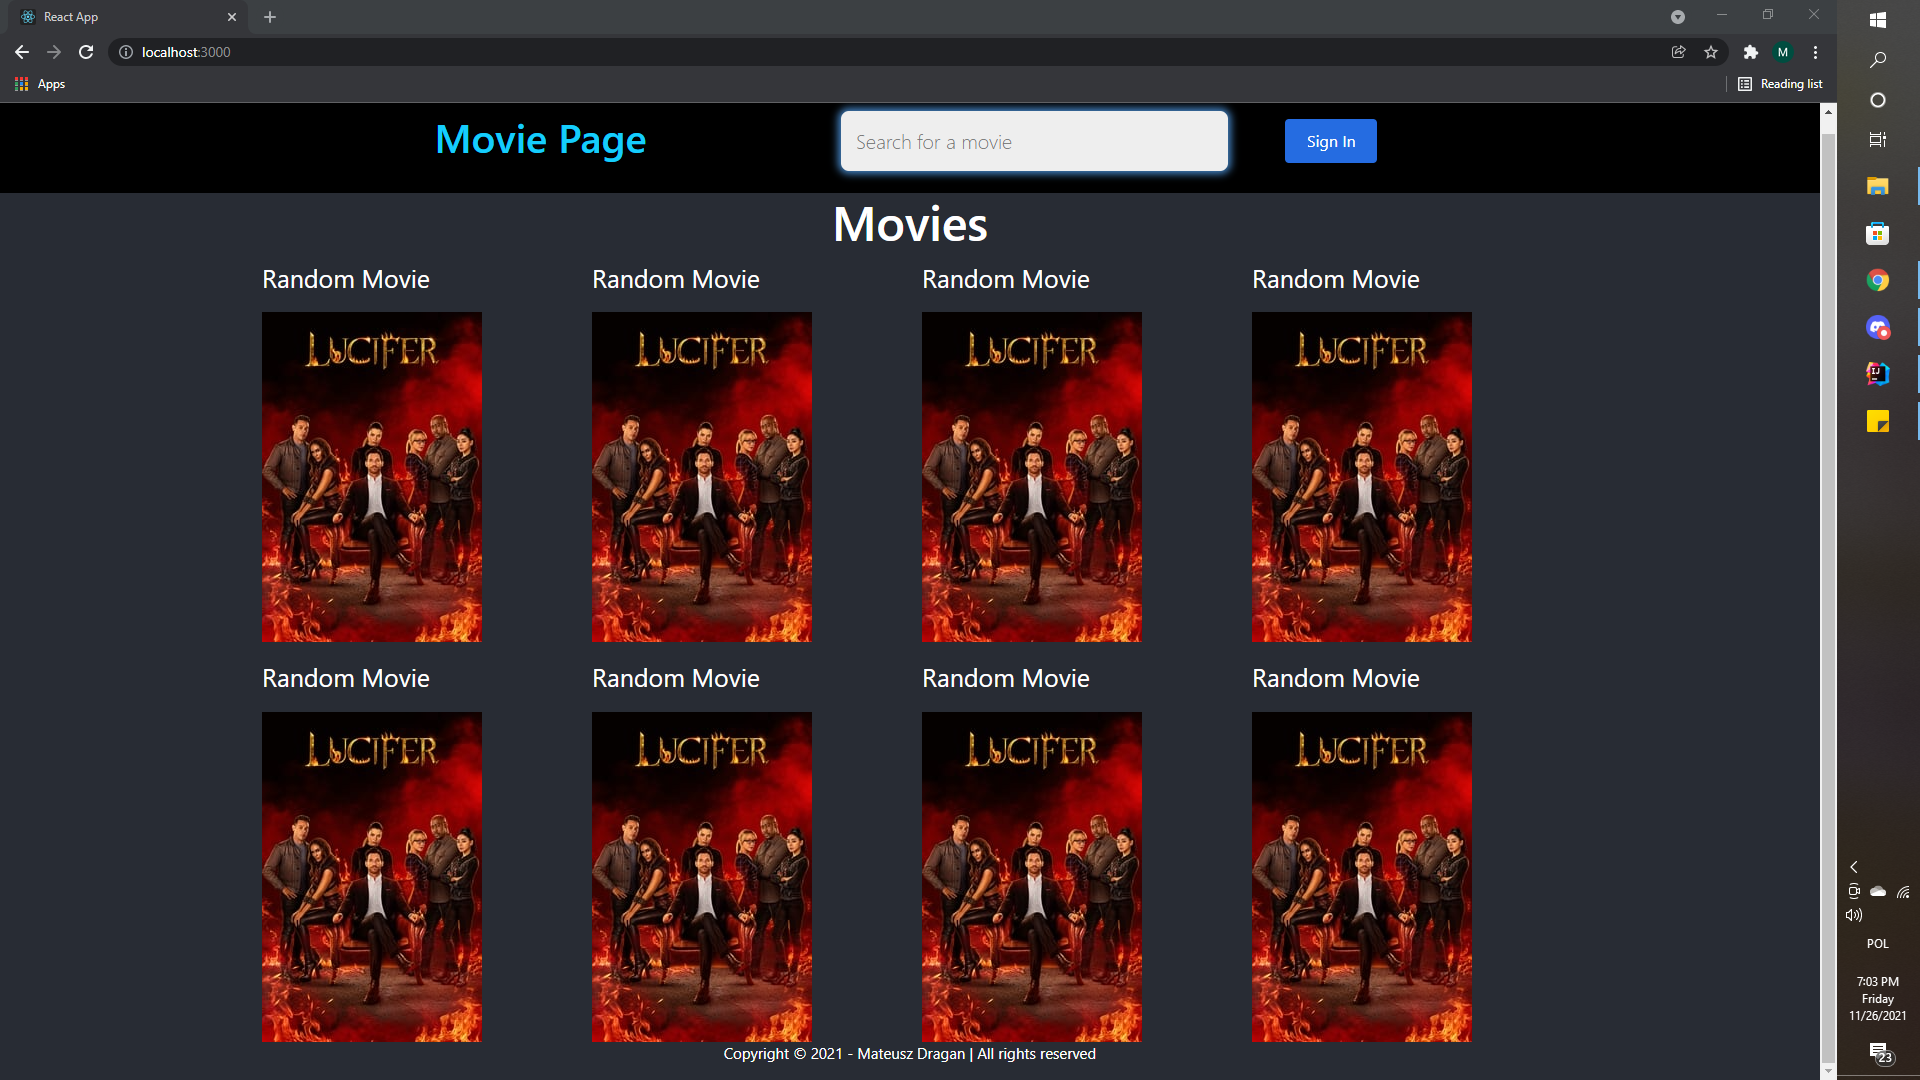 React App
localhost:3000
Apps
Reading list
Movie Page
Search for a movie
Sign In
Movies
Random Movie Random Movie Random Movie Random Movie
LUCIFER LUCIFER LUCIFER LUCIFER
Random Movie Random Movie Random Movie Random Movie
LUCIFER LUCIFER LUCIFER LUCIFER
Copyright © 2021 - Mateusz Dragan | All rights reserved
M
IJ
POL
7:03 PM
Friday
11/26/2021
23